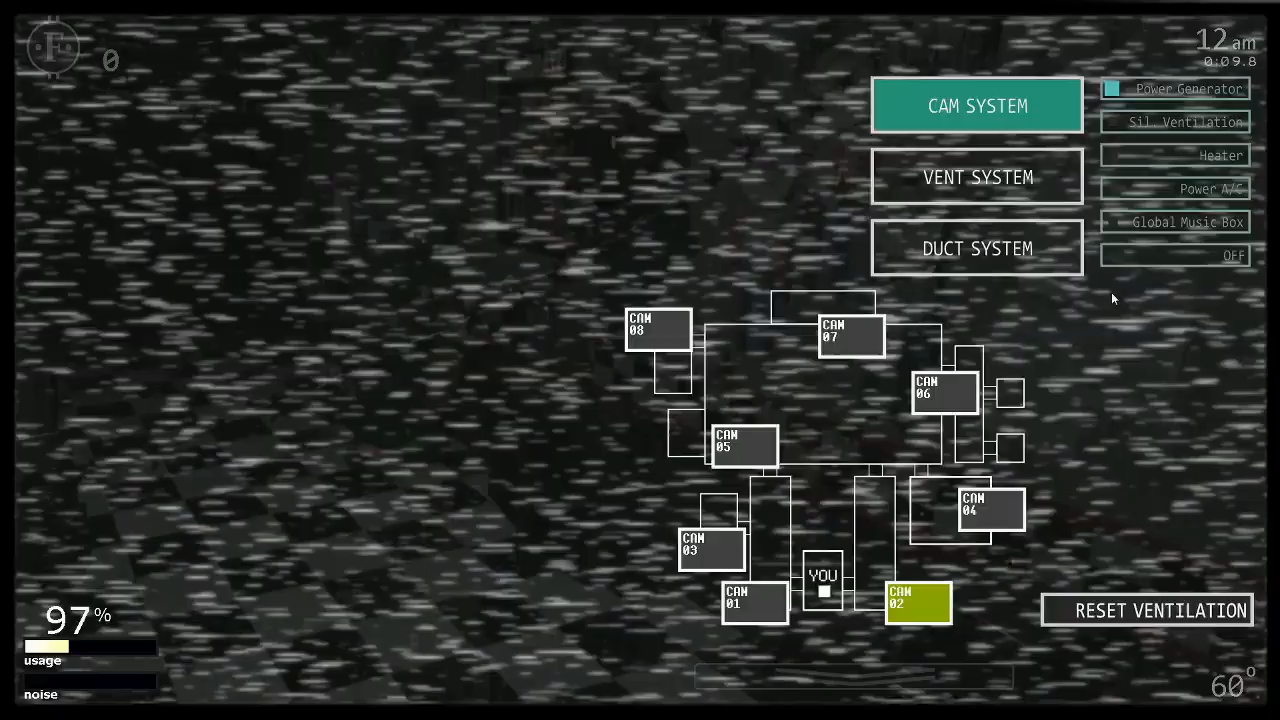 F
0
12 am
0:09.8
CAM SYSTEM
Power Generator
Sil. Ventilation
Heater
VENT SYSTEM
Power A/C
Global Music Box
DUCT SYSTEM
OFF
CAM
08
CAM
07
CAM
06
CAM
05
CAM
04
CAM
03
YOU
CAM
01
CAM
02
RESET VENTILATION
97%
usage
noise
60°